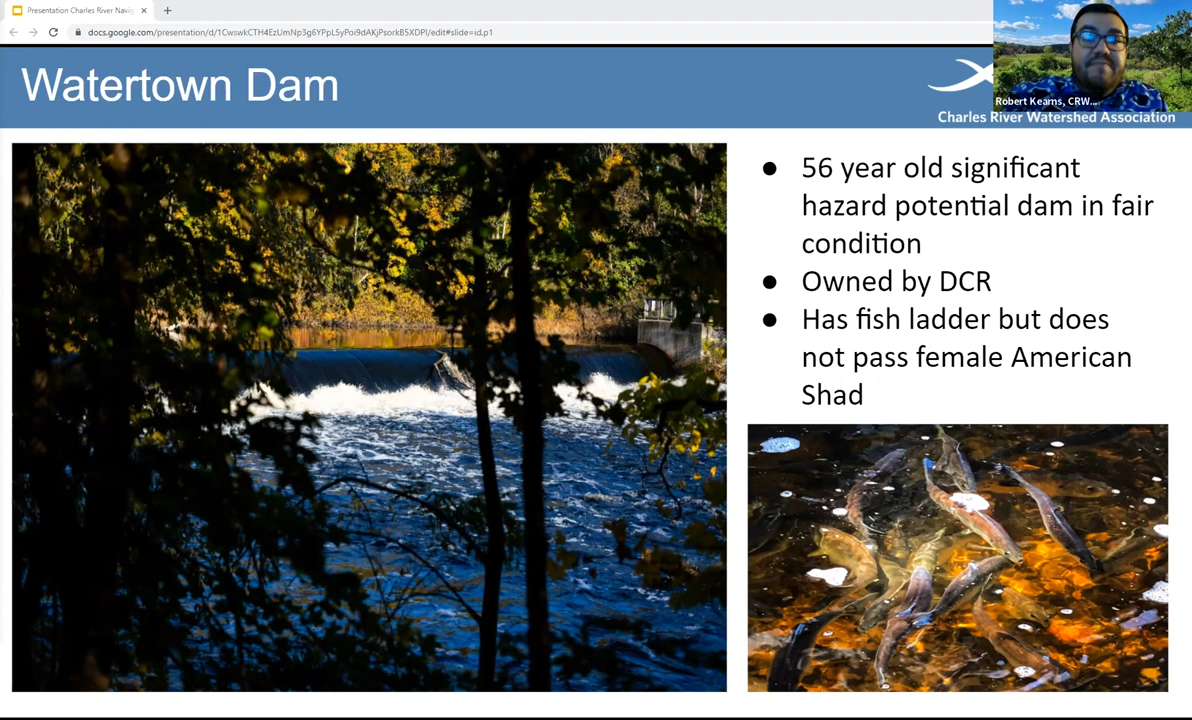 Presentation Charles River Navig
docs.google.com/presentation/d/1CwswkCTH4EzUmNp3g6YPpL5yPoi9dAKjPsorkB5XDPI/edit#slide=id.p1
Watertown Dam
Robert Kearns, CRW...
Charles River Watershed Association
● 56 year old significant
hazard potential dam in fair
condition
● Owned by DCR
● Has fish ladder but does
not pass female American
Shad